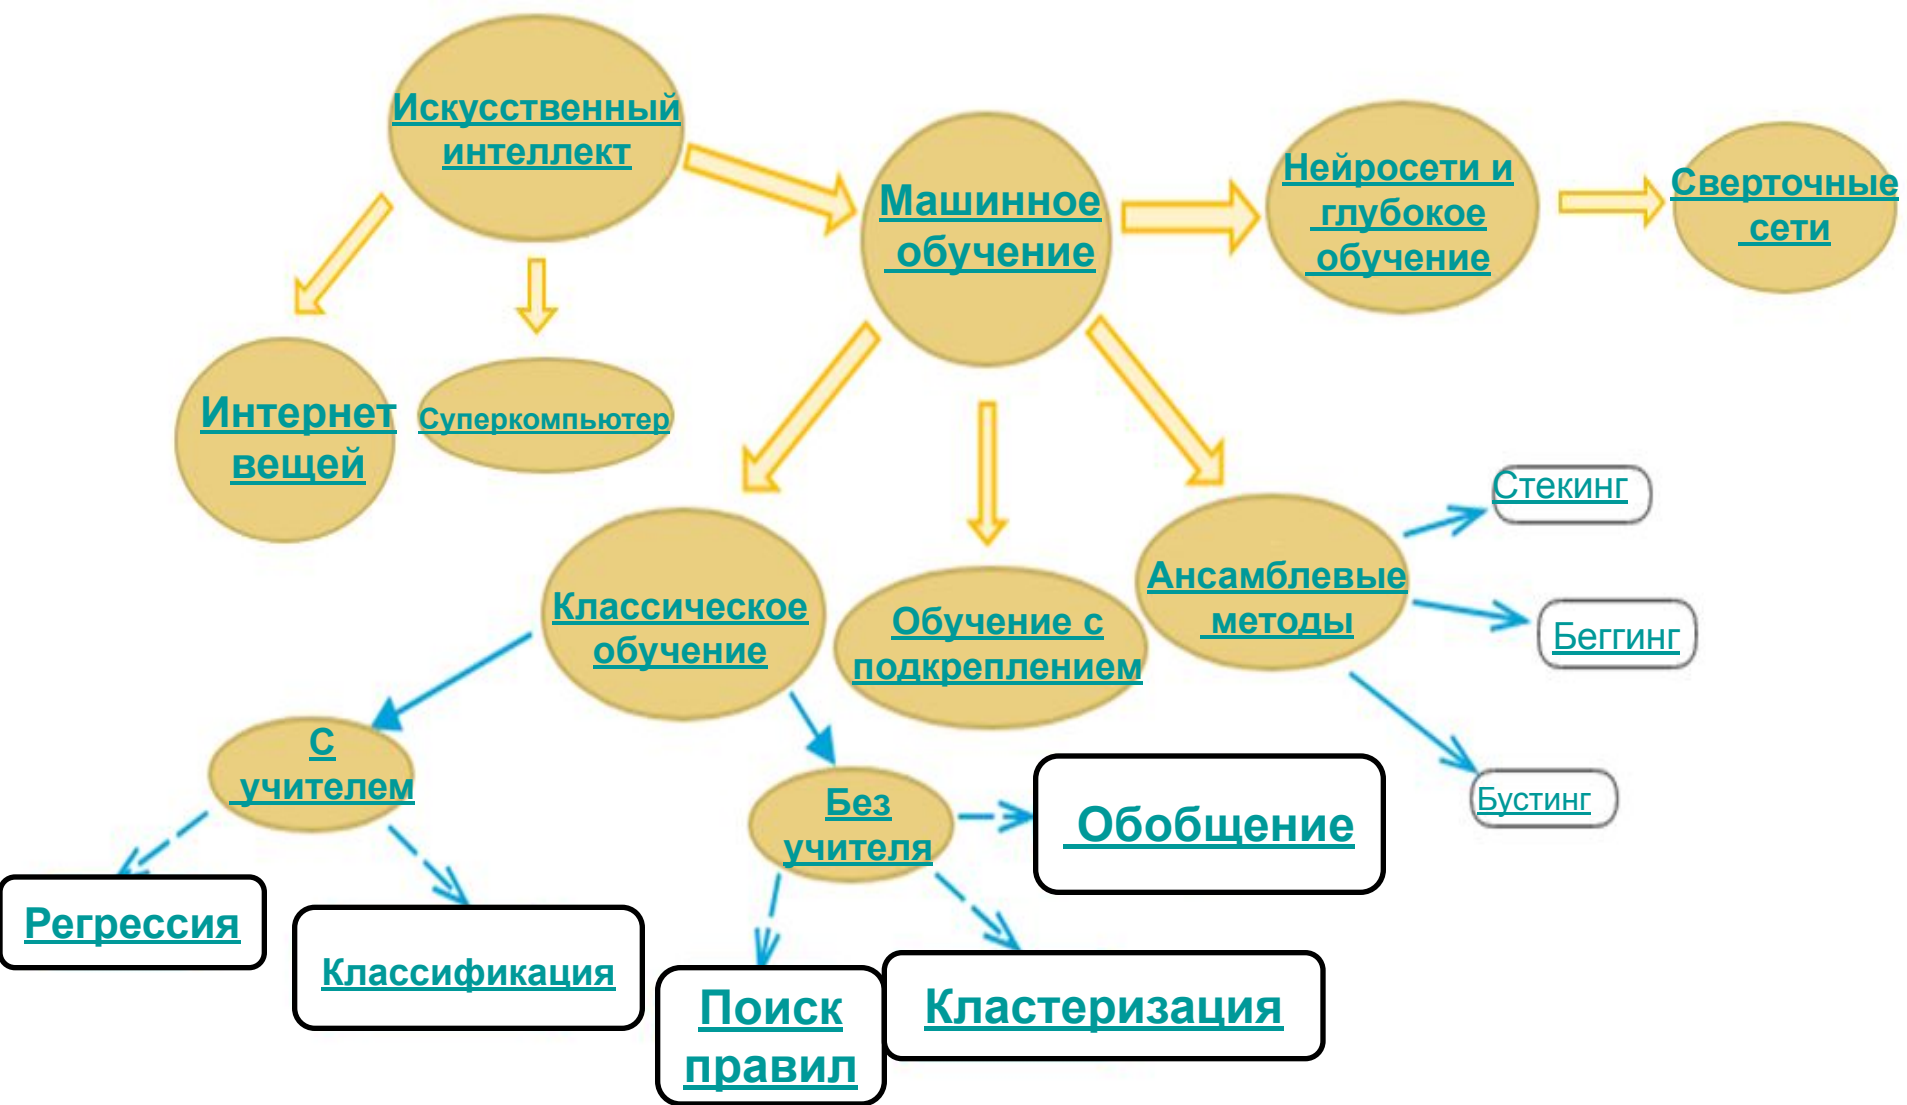 Искусственный
интеллект
Машинное
обучение
Нейросети и
глубокое
обучение
Сверточные
сети
Интернет
вещей
Суперкомпьютер
Классическое
обучение
Обучение с
подкреплением
Ансамблевые
методы
Стекинг
Беггинг
Бустинг
С
учителем
Без
учителя
Обобщение
Регрессия
Классификация
Поиск
правил
Кластеризация